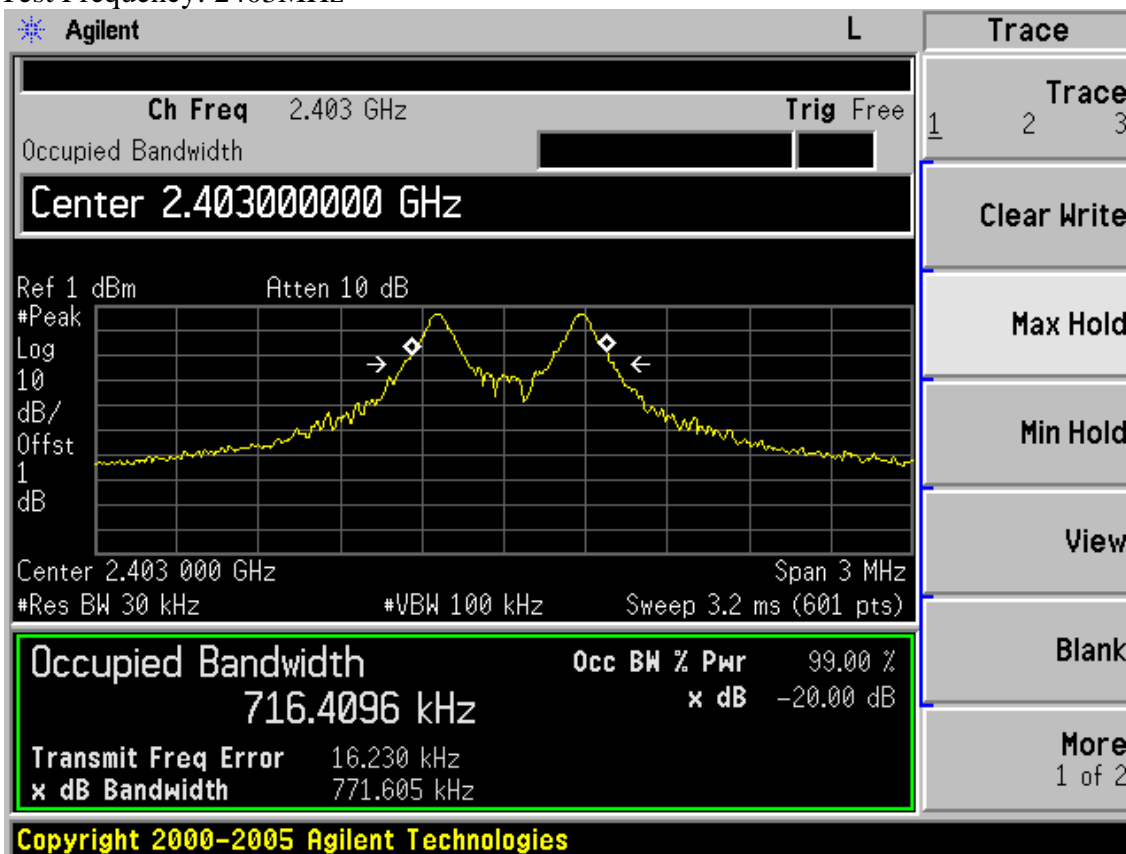 Test Frequency: 2403MHz
Agilent L Trace
Ch Freq 2.403 GHz Trig Free
Occupied Bandwidth
Center 2.403000000 GHz
Ref 1 dBm Atten 10 dB
#Peak
Log
10
dB/
Offst
1
dB
Center 2.403 000 GHz Span 3 MHz
#Res BW 30 kHz #VBW 100 kHz Sweep 3.2 ms (601 pts)
Occupied Bandwidth Occ BW % Pwr 99.00 %
716.4096 kHz x dB -20.00 dB
Transmit Freq Error 16.230 kHz
x dB Bandwidth 771.605 kHz
Copyright 2000-2005 Agilent Technologies
Trace
1 2 3
Clear Write
Max Hold
Min Hold
View
Blank
More
1 of 2